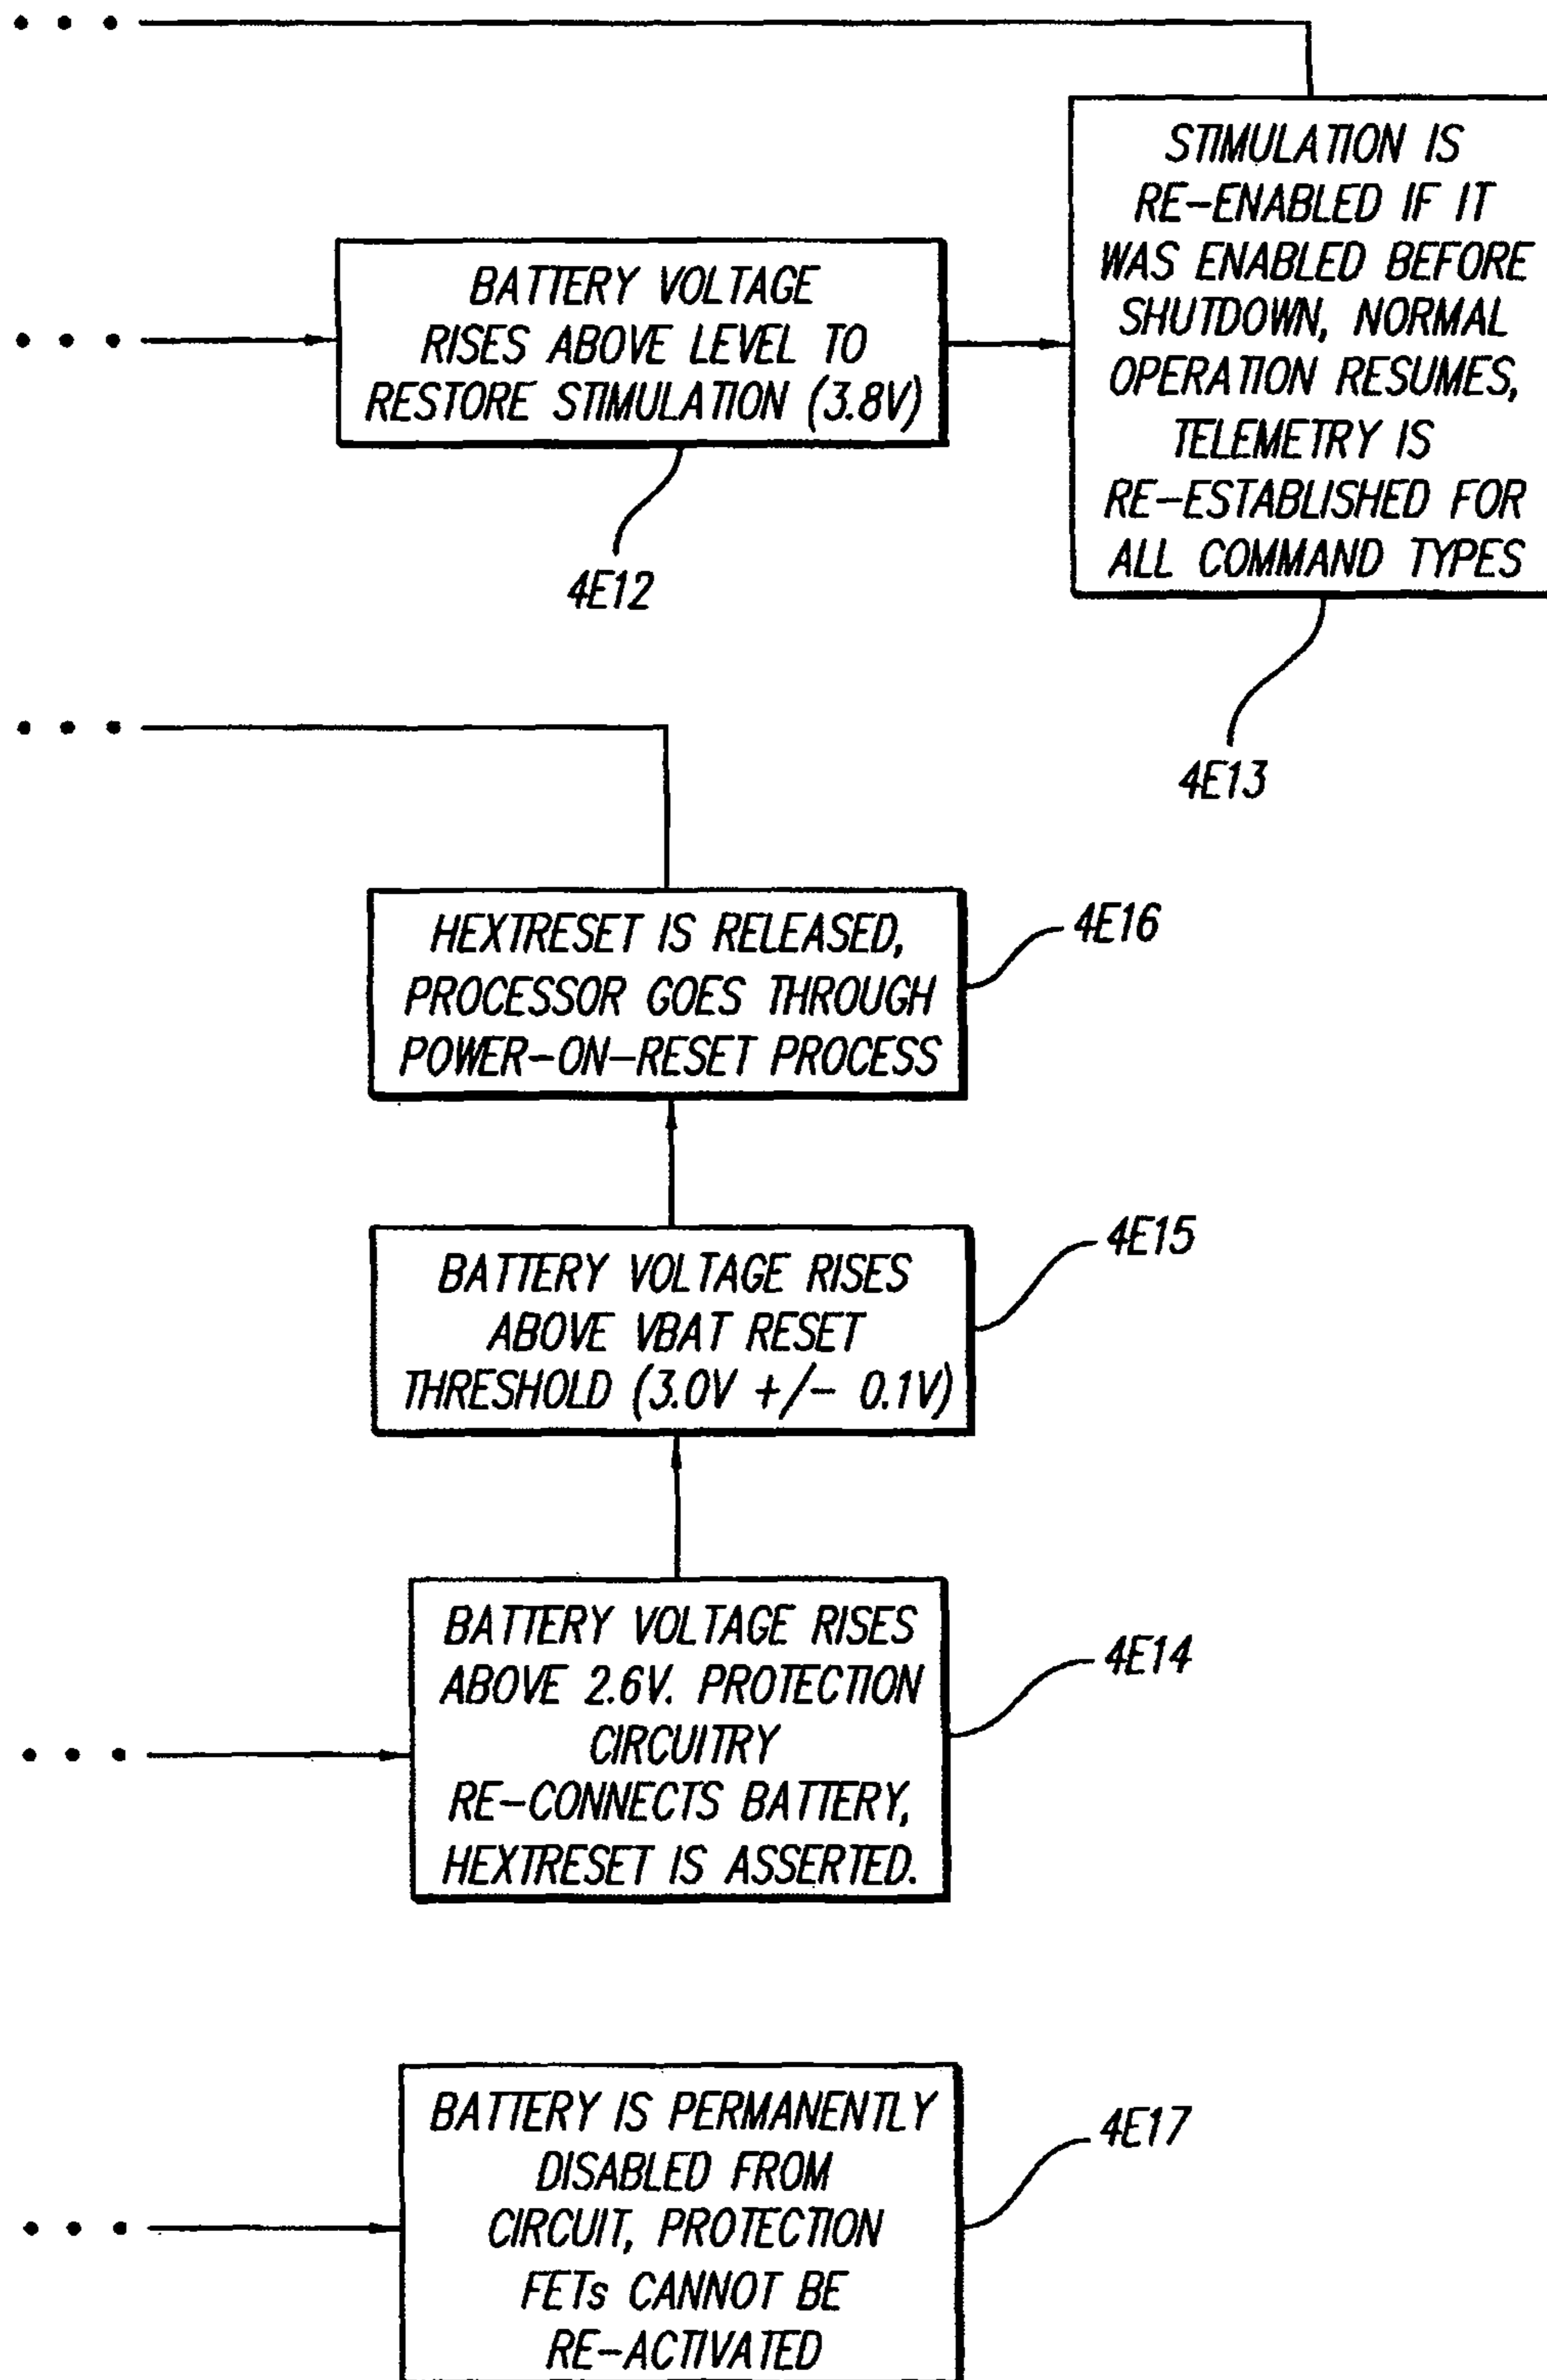 STIMULATION IS
RE-ENABLED IF IT
WAS ENABLED BEFORE
SHUTDOWN, NORMAL
OPERATION RESUMES,
TELEMETRY IS
RE-ESTABLISHED FOR
ALL COMMAND TYPES
BATTERY VOLTAGE
RISES ABOVE LEVEL TO
RESTORE STIMULATION (3.8V)
4E12
4E13
HEXTRESET IS RELEASED,
PROCESSOR GOES THROUGH
POWER-ON-RESET PROCESS
4E16
BATTERY VOLTAGE RISES
ABOVE VBAT RESET
THRESHOLD (3.0V +/- 0.1V)
4E15
BATTERY VOLTAGE RISES
ABOVE 2.6V. PROTECTION
CIRCUITRY
RE-CONNECTS BATTERY,
HEXTRESET IS ASSERTED.
4E14
BATTERY IS PERMANENTLY
DISABLED FROM
CIRCUIT, PROTECTION
FETs CANNOT BE
RE-ACTIVATED
4E17